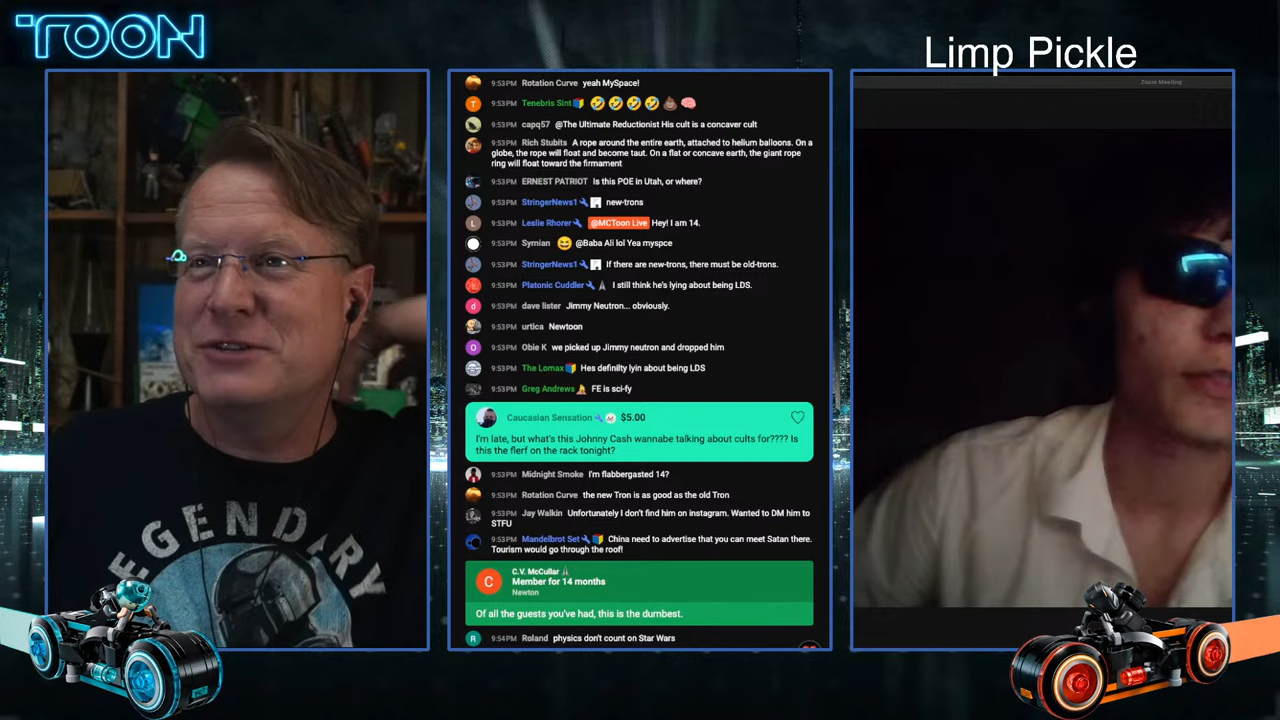 TOON
Limp Pickle
Zoom Meeting
9:53PM Rotation Curve yeah MySpace!
9:53PM Tenebris Sint 🤣🤣🤣🤣💩🧠
9:53PM capq57 @The Ultimate Reductionist His cult is a concaver cult
9:53PM Rich Stubits A rope around the entire earth, attached to helium balloons. On a
globe, the rope will float and become taut. On a flat or concave earth, the giant rope
ring will float toward the firmament
9:53PM ERNEST PATRIOT Is this POE in Utah, or where?
9:53PM StringerNews1 new-trons
9:53PM Leslie Rhorer @MCToon Live Hey! I am 14.
9:53PM Symian 😆 @Baba Ali lol Yea myspce
9:53PM StringerNews1 If there are new-trons, there must be old-trons.
9:53PM Platonic Cuddler I still think he's lying about being LDS.
9:53PM dave lister Jimmy Neutron... obviously.
9:53PM urtica Newtoon
9:53PM Obie K we picked up Jimmy neutron and dropped him
9:53PM The Lomax Hes definilty lyin about being LDS
9:53PM Greg Andrews FE is sci-fy
Caucasian Sensation $5.00
I'm late, but what's this Johnny Cash wannabe talking about cults for???? Is
this the flerf on the rack tonight?
9:53PM Midnight Smoke I'm flabbergasted 14?
9:53PM Rotation Curve the new Tron is as good as the old Tron
9:53PM Jay Walkin Unfortunately I don't find him on instagram. Wanted to DM him to
STFU
9:53PM Mandelbrot Set China need to advertise that you can meet Satan there.
Tourism would go through the roof!
C.V. McCullar
Member for 14 months
Newton
Of all the guests you've had, this is the dumbest.
9:54PM Roland physics don't count on Star Wars
LEGENDARY